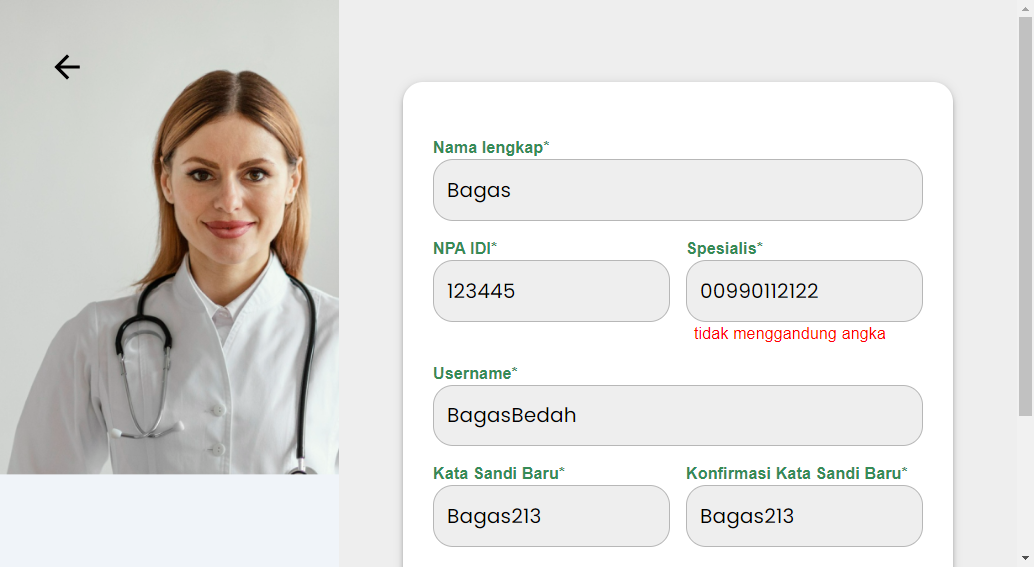 Nama lengkap*
Bagas
NPA IDI* Spesialis*
123445 00990112122
tidak menggandung angka
Username*
BagasBedah
Kata Sandi Baru* Konfirmasi Kata Sandi Baru*
Bagas213 Bagas213